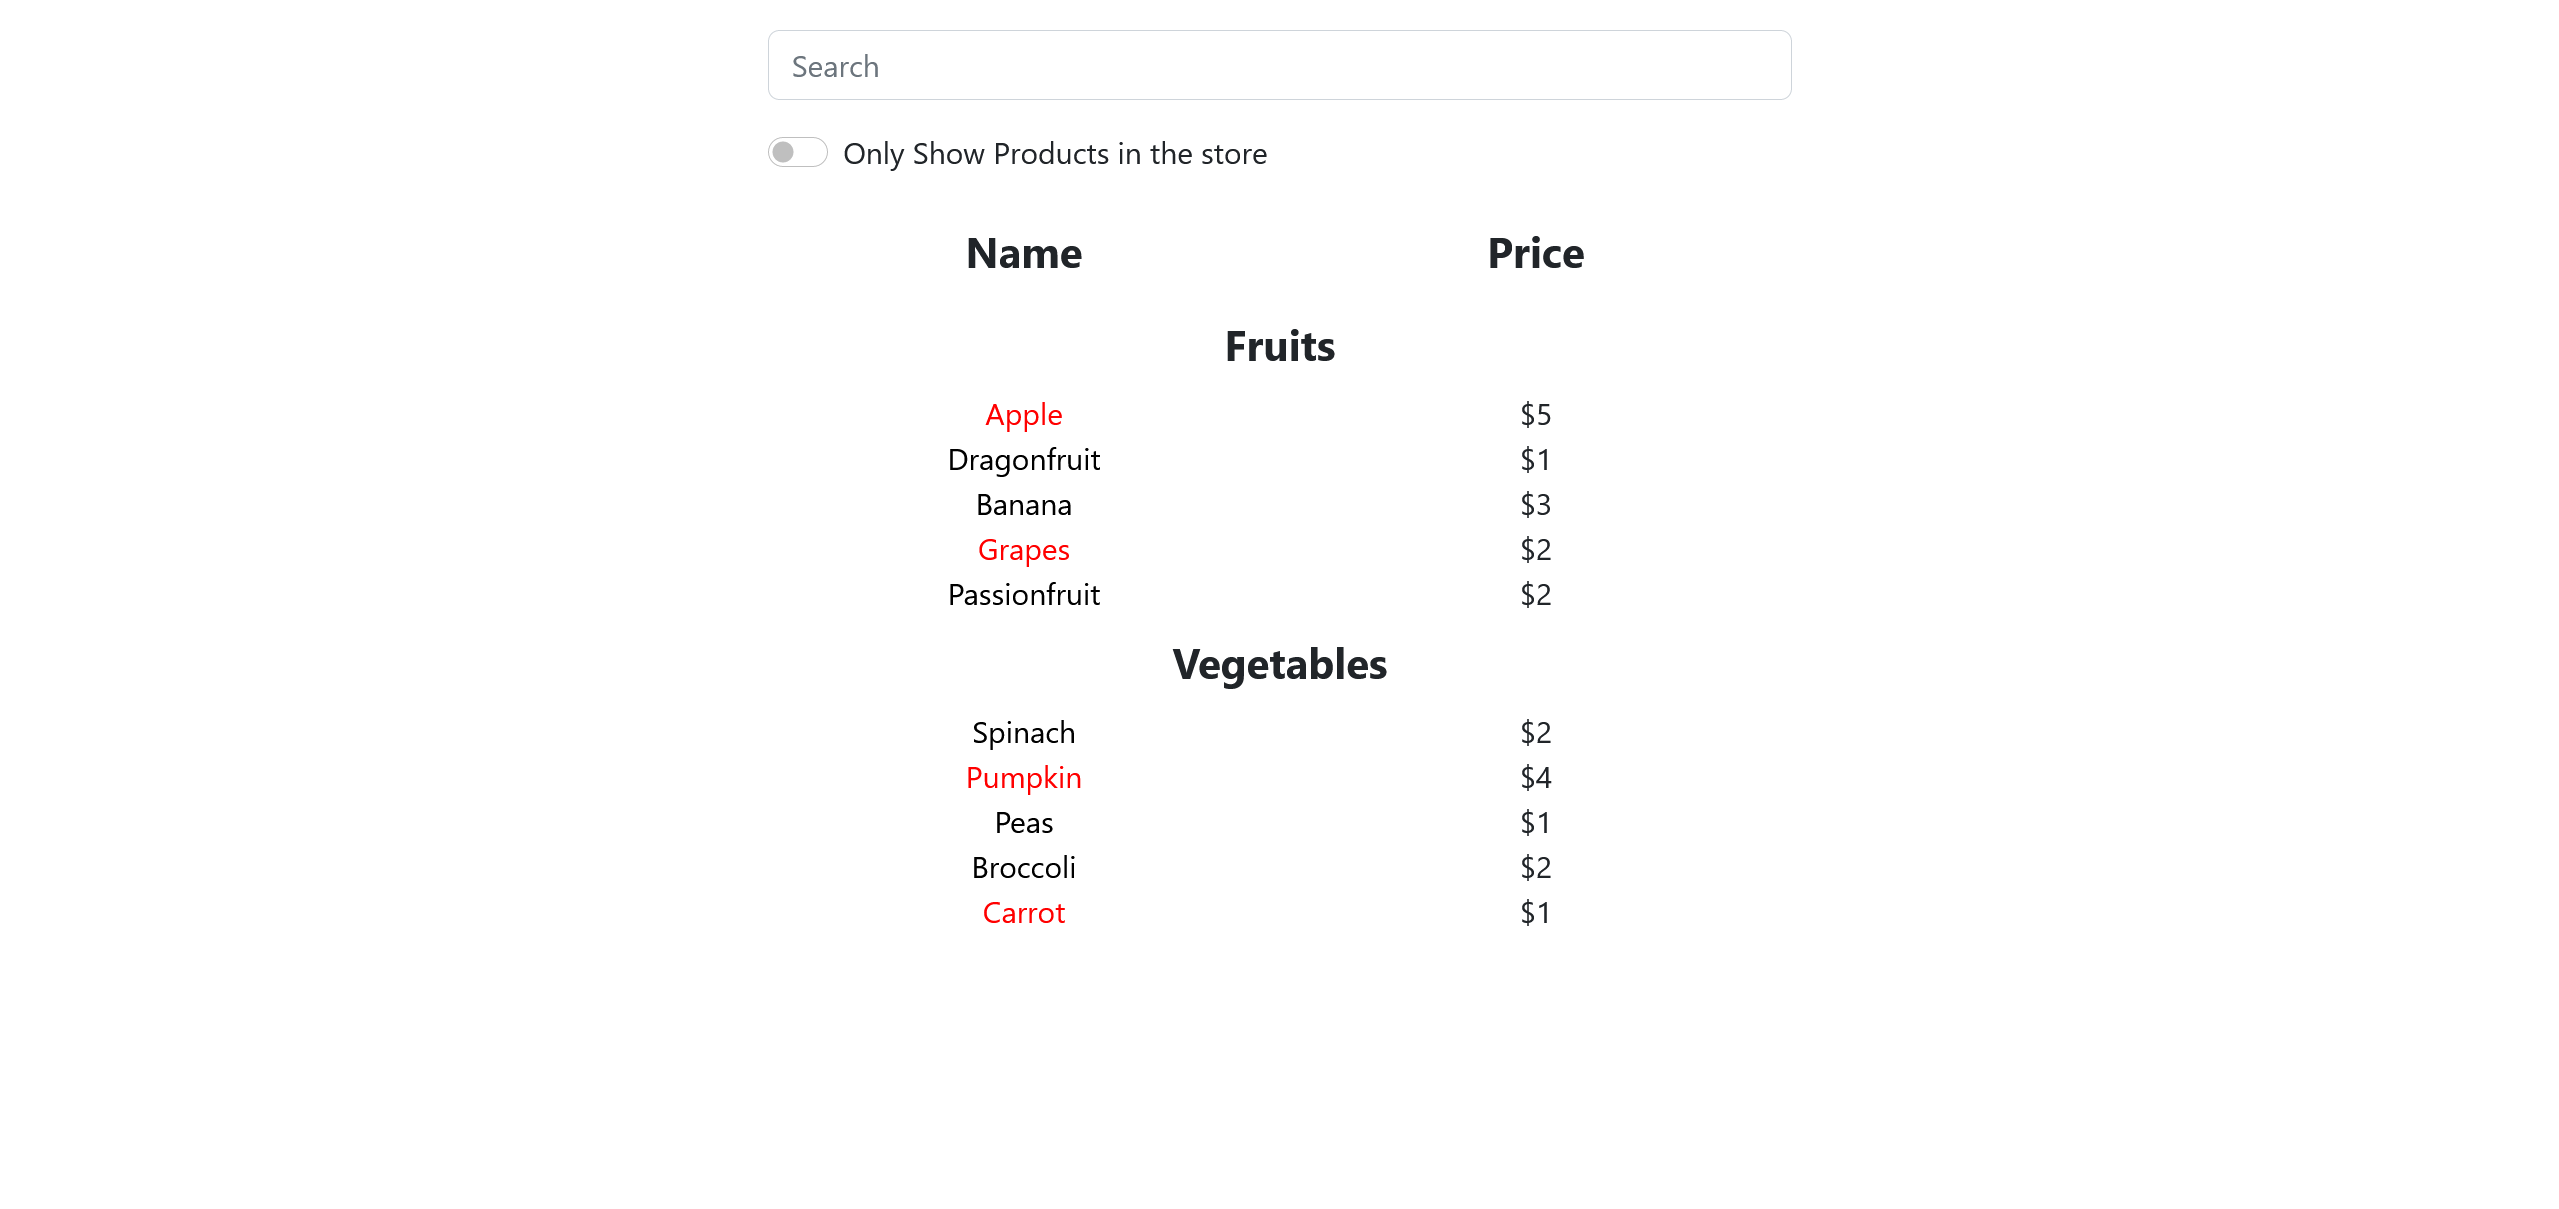 Search
Only Show Products in the store
Name Price
Fruits
Apple $5
Dragonfruit $1
Banana $3
Grapes $2
Passionfruit $2
Vegetables
Spinach $2
Pumpkin $4
Peas $1
Broccoli $2
Carrot $1